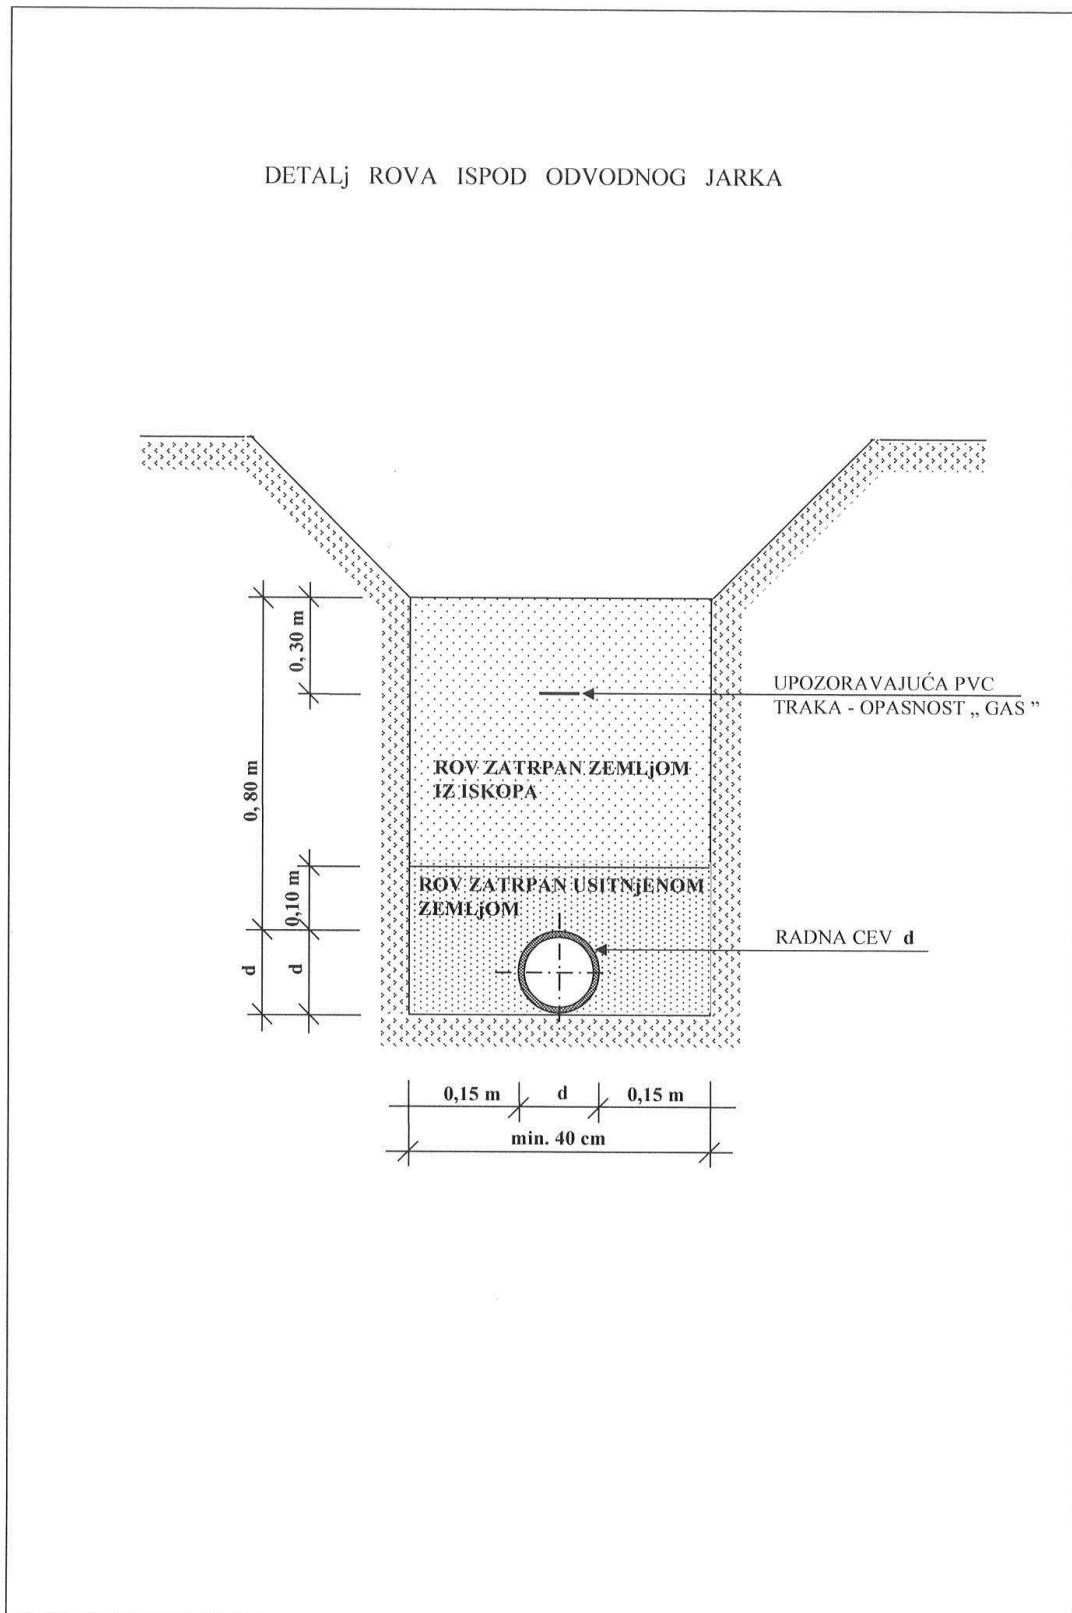 DETALj ROVA ISPOD ODVODNOG JARKA
0, 30 m
UPOZORAVAJUĆA PVC
TRAKA - OPASNOST „ GAS ”
0, 80 m
ROV ZATRPAN ZEMLjOM
IZ ISKOPA
0,10 m
ROV ZATRPAN USITNjENOM
ZEMLjOM
RADNA CEV d
d
d
0,15 m d 0,15 m
min. 40 cm